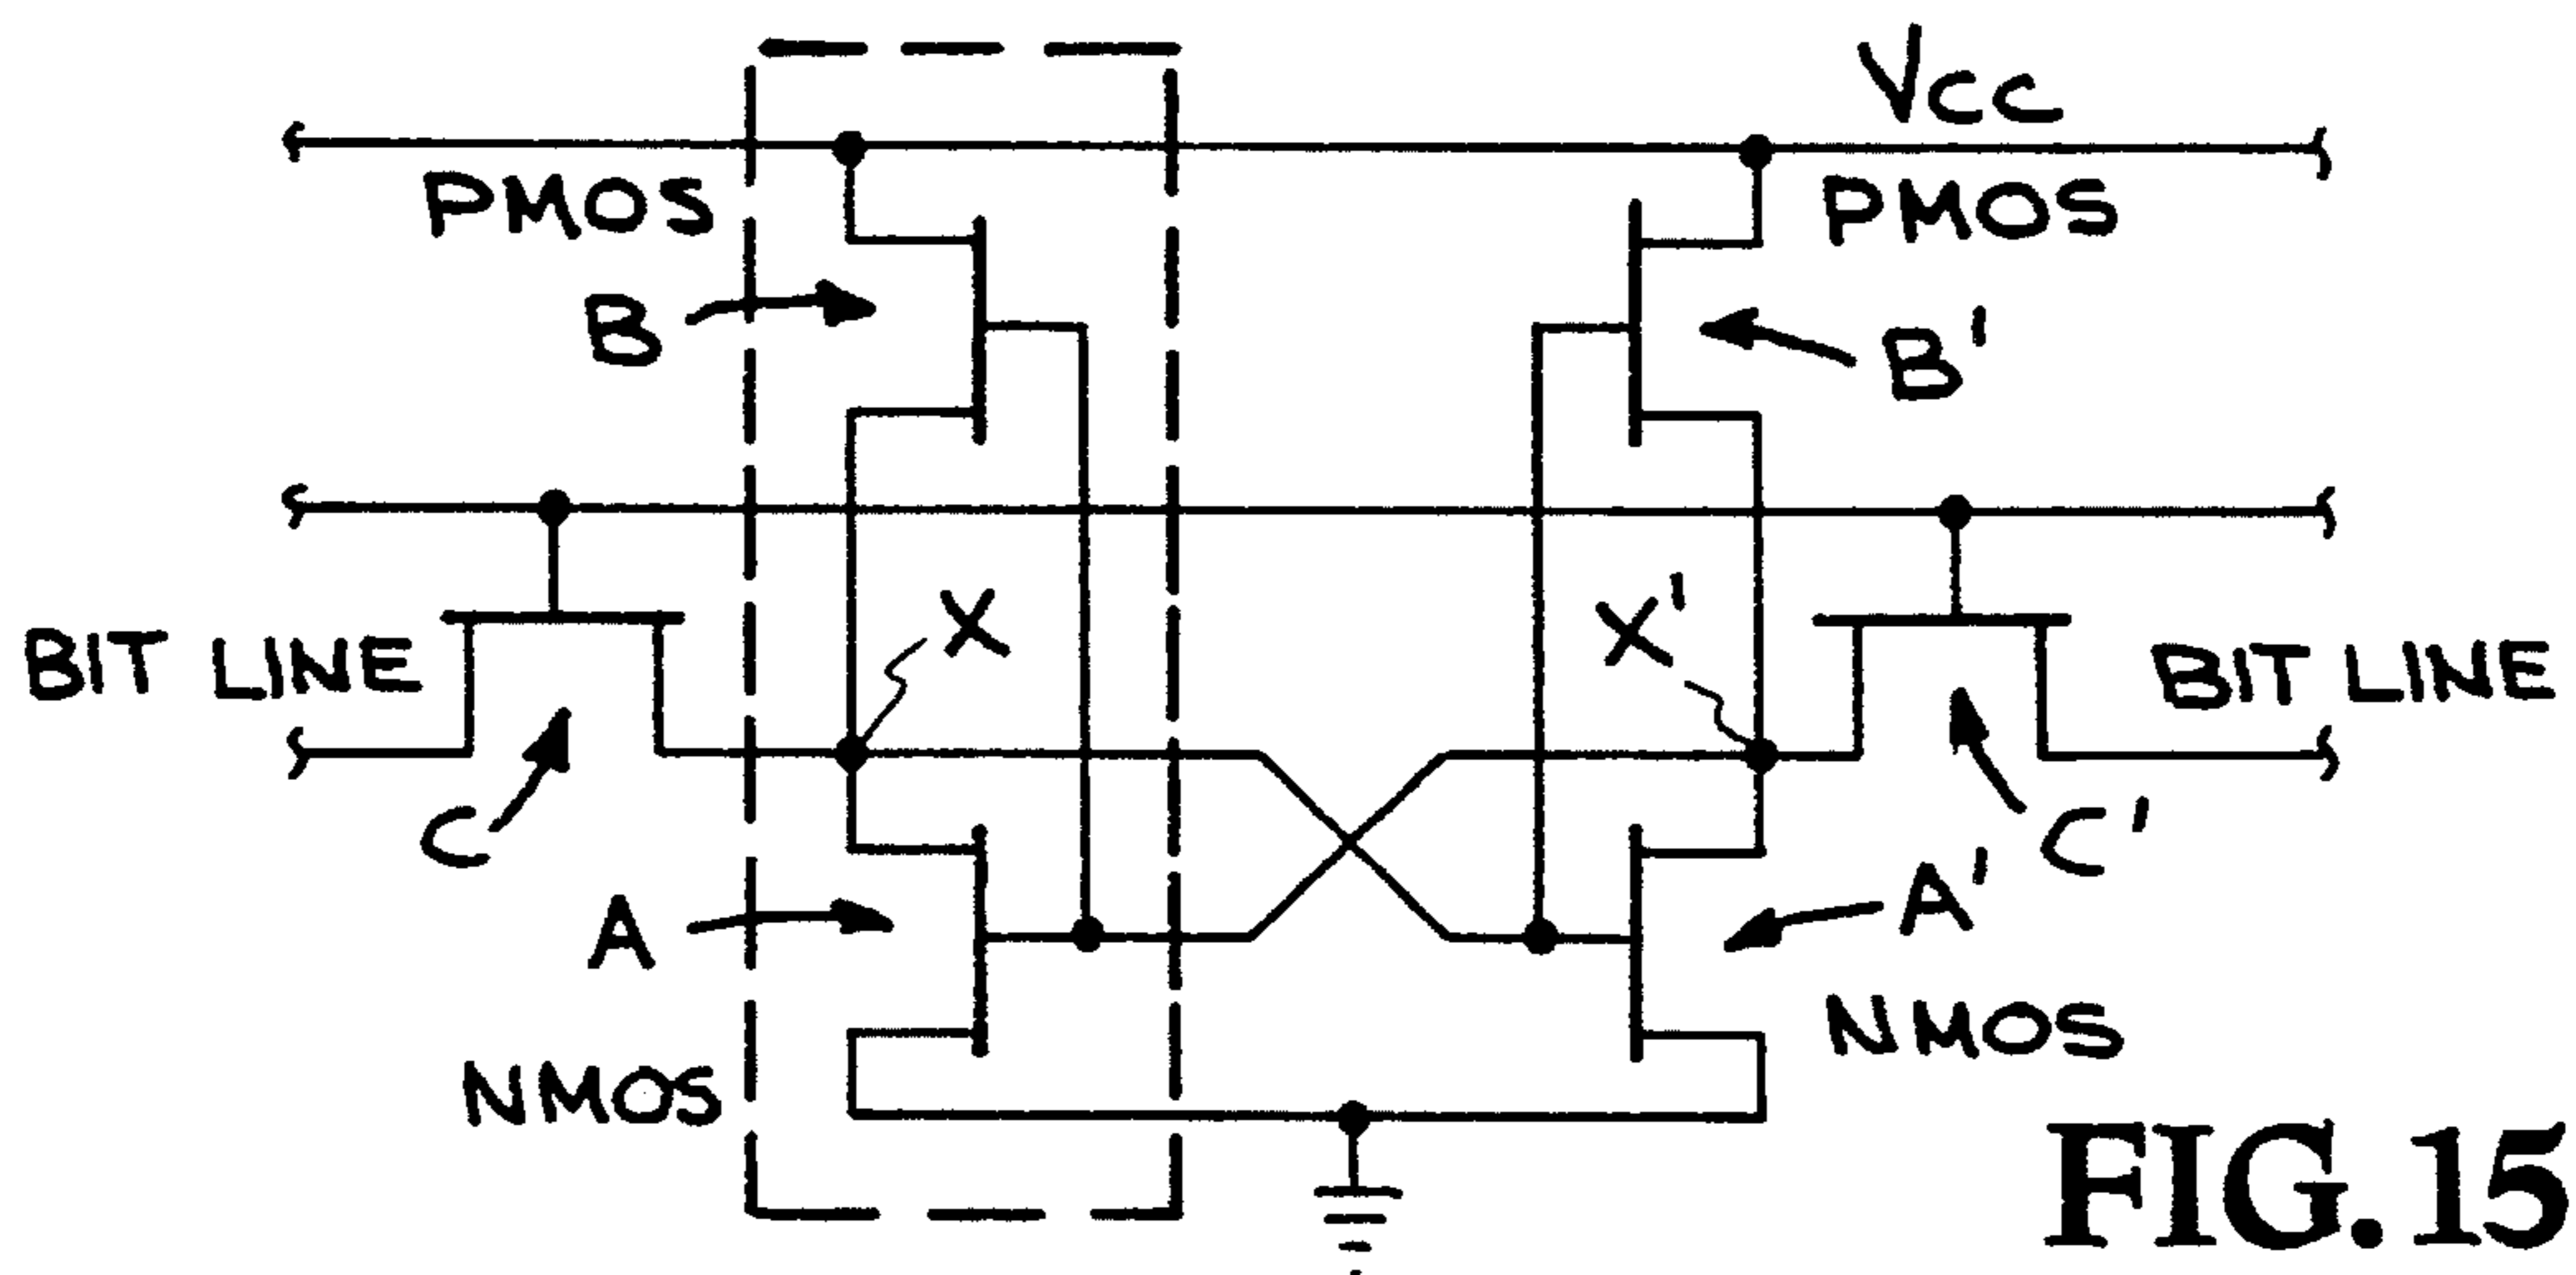 Vcc
PMOS
PMOS
B
B'
X
X'
BIT LINE
BIT LINE
C
C'
A
A'
NMOS
NMOS
FIG. 15